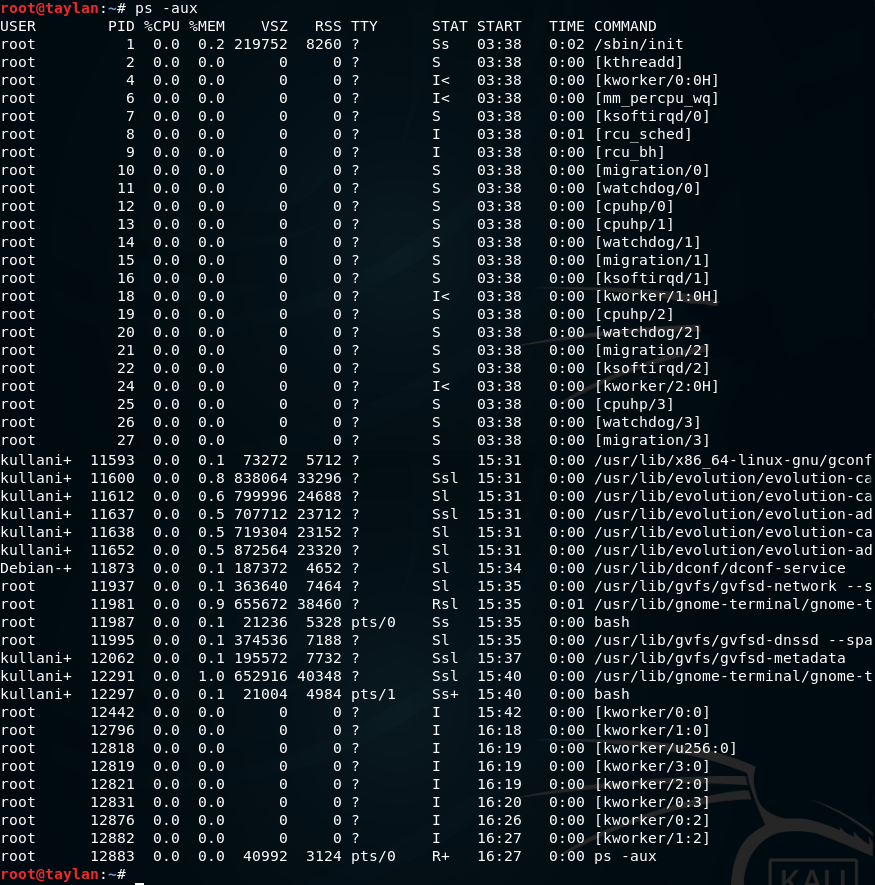 root@taylan:~# ps -aux
USER        PID %CPU %MEM    VSZ   RSS TTY      STAT START   TIME COMMAND
root          1  0.0  0.2 219752  8260 ?        Ss   03:38   0:02 /sbin/init
root          2  0.0  0.0      0     0 ?        S    03:38   0:00 [kthreadd]
root          4  0.0  0.0      0     0 ?        I<   03:38   0:00 [kworker/0:0H]
root          6  0.0  0.0      0     0 ?        I<   03:38   0:00 [mm_percpu_wq]
root          7  0.0  0.0      0     0 ?        S    03:38   0:00 [ksoftirqd/0]
root          8  0.0  0.0      0     0 ?        I    03:38   0:01 [rcu_sched]
root          9  0.0  0.0      0     0 ?        I    03:38   0:00 [rcu_bh]
root         10  0.0  0.0      0     0 ?        S    03:38   0:00 [migration/0]
root         11  0.0  0.0      0     0 ?        S    03:38   0:00 [watchdog/0]
root         12  0.0  0.0      0     0 ?        S    03:38   0:00 [cpuhp/0]
root         13  0.0  0.0      0     0 ?        S    03:38   0:00 [cpuhp/1]
root         14  0.0  0.0      0     0 ?        S    03:38   0:00 [watchdog/1]
root         15  0.0  0.0      0     0 ?        S    03:38   0:00 [migration/1]
root         16  0.0  0.0      0     0 ?        S    03:38   0:00 [ksoftirqd/1]
root         18  0.0  0.0      0     0 ?        I<   03:38   0:00 [kworker/1:0H]
root         19  0.0  0.0      0     0 ?        S    03:38   0:00 [cpuhp/2]
root         20  0.0  0.0      0     0 ?        S    03:38   0:00 [watchdog/2]
root         21  0.0  0.0      0     0 ?        S    03:38   0:00 [migration/2]
root         22  0.0  0.0      0     0 ?        S    03:38   0:00 [ksoftirqd/2]
root         24  0.0  0.0      0     0 ?        I<   03:38   0:00 [kworker/2:0H]
root         25  0.0  0.0      0     0 ?        S    03:38   0:00 [cpuhp/3]
root         26  0.0  0.0      0     0 ?        S    03:38   0:00 [watchdog/3]
root         27  0.0  0.0      0     0 ?        S    03:38   0:00 [migration/3]
kullani+  11593  0.0  0.1  73272  5712 ?        S    15:31   0:00 /usr/lib/x86_64-linux-gnu/gconf
kullani+  11600  0.0  0.8 838064 33296 ?        Ssl  15:31   0:00 /usr/lib/evolution/evolution-ca
kullani+  11612  0.0  0.6 799996 24688 ?        Sl   15:31   0:00 /usr/lib/evolution/evolution-ca
kullani+  11637  0.0  0.5 707712 23712 ?        Ssl  15:31   0:00 /usr/lib/evolution/evolution-ad
kullani+  11638  0.0  0.5 719304 23152 ?        Sl   15:31   0:00 /usr/lib/evolution/evolution-ca
kullani+  11652  0.0  0.5 872564 23320 ?        Sl   15:31   0:00 /usr/lib/evolution/evolution-ad
Debian-+  11873  0.0  0.1 187372  4652 ?        Sl   15:34   0:00 /usr/lib/dconf/dconf-service
root      11937  0.0  0.1 363640  7464 ?        Sl   15:35   0:00 /usr/lib/gvfs/gvfsd-network --s
root      11981  0.0  0.9 655672 38460 ?        Rsl  15:35   0:01 /usr/lib/gnome-terminal/gnome-t
root      11987  0.0  0.1  21236  5328 pts/0    Ss   15:35   0:00 bash
root      11995  0.0  0.1 374536  7188 ?        Sl   15:35   0:00 /usr/lib/gvfs/gvfsd-dnssd --spa
kullani+  12062  0.0  0.1 195572  7732 ?        Ssl  15:37   0:00 /usr/lib/gvfs/gvfsd-metadata
kullani+  12291  0.0  1.0 652916 40348 ?        Ssl  15:40   0:00 /usr/lib/gnome-terminal/gnome-t
kullani+  12297  0.0  0.1  21004  4984 pts/1    Ss+  15:40   0:00 bash
root      12442  0.0  0.0      0     0 ?        I    15:42   0:00 [kworker/0:0]
root      12796  0.0  0.0      0     0 ?        I    16:18   0:00 [kworker/1:0]
root      12818  0.0  0.0      0     0 ?        I    16:19   0:00 [kworker/u256:0]
root      12819  0.0  0.0      0     0 ?        I    16:19   0:00 [kworker/3:0]
root      12821  0.0  0.0      0     0 ?        I    16:19   0:00 [kworker/2:0]
root      12831  0.0  0.0      0     0 ?        I    16:20   0:00 [kworker/0:3]
root      12876  0.0  0.0      0     0 ?        I    16:26   0:00 [kworker/0:2]
root      12882  0.0  0.0      0     0 ?        I    16:27   0:00 [kworker/1:2]
root      12883  0.0  0.0  40992  3124 pts/0    R+   16:27   0:00 ps -aux
root@taylan:~#
KALI